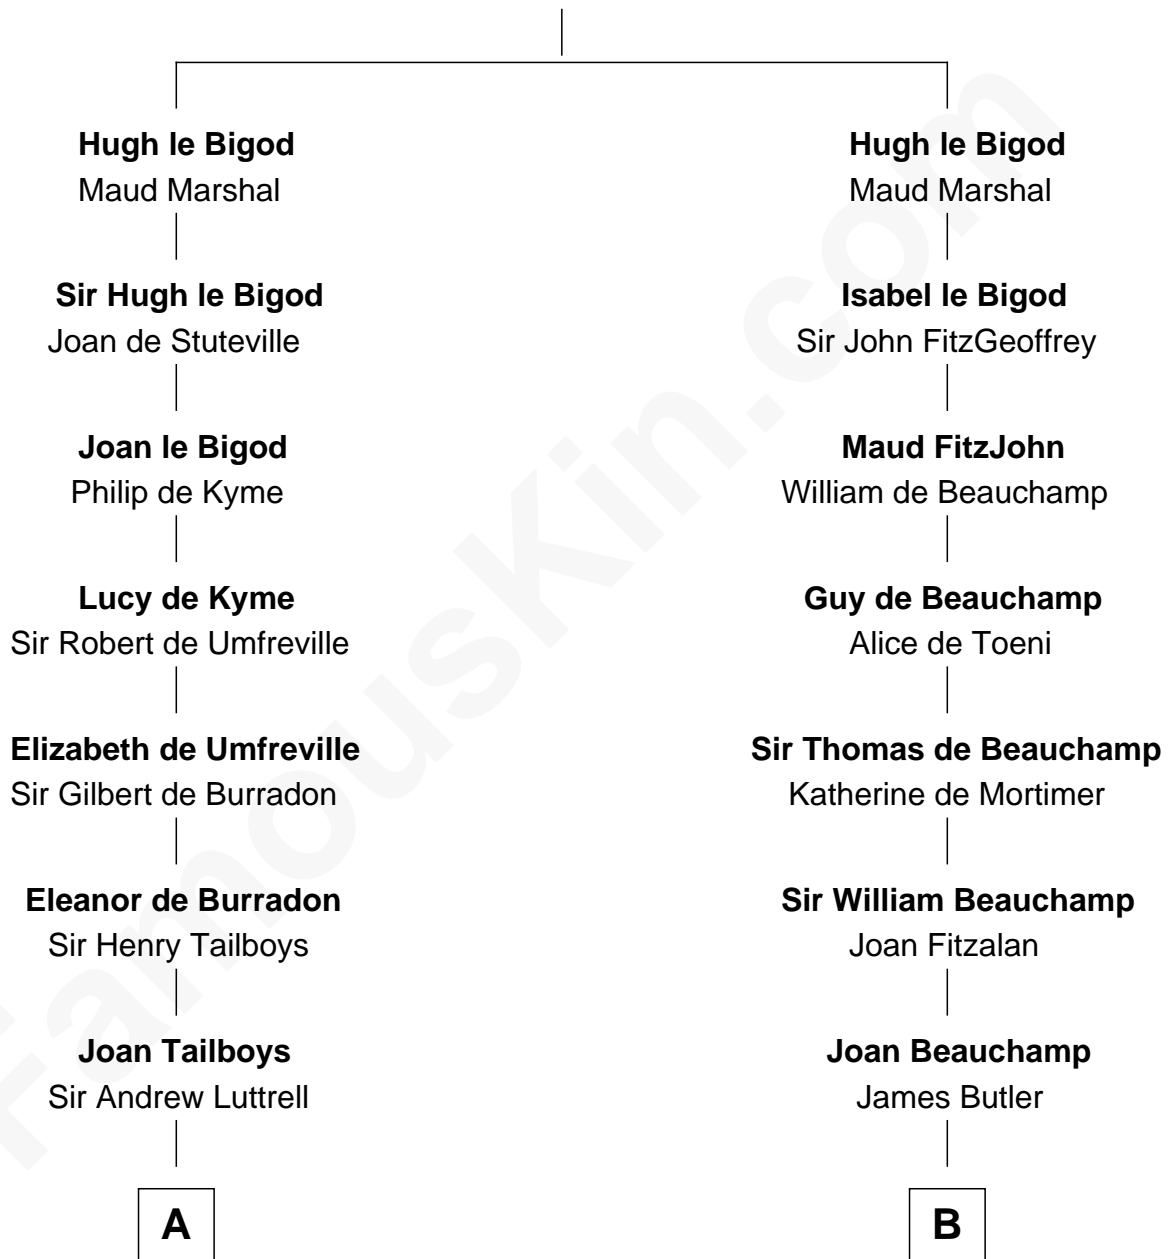 Hugh le Bigod
Maud Marshal
Sir Hugh le Bigod
Joan de Stuteville
Joan le Bigod
Philip de Kyme
Lucy de Kyme
Sir Robert de Umfreville
Elizabeth de Umfreville
Sir Gilbert de Burradon
Eleanor de Burradon
Sir Henry Tailboys
Joan Tailboys
Sir Andrew Luttrell
A
Hugh le Bigod
Maud Marshal
Isabel le Bigod
Sir John FitzGeoffrey
Maud FitzJohn
William de Beauchamp
Guy de Beauchamp
Alice de Toeni
Sir Thomas de Beauchamp
Katherine de Mortimer
Sir William Beauchamp
Joan Fitzalan
Joan Beauchamp
James Butler
B
FamousKin.com